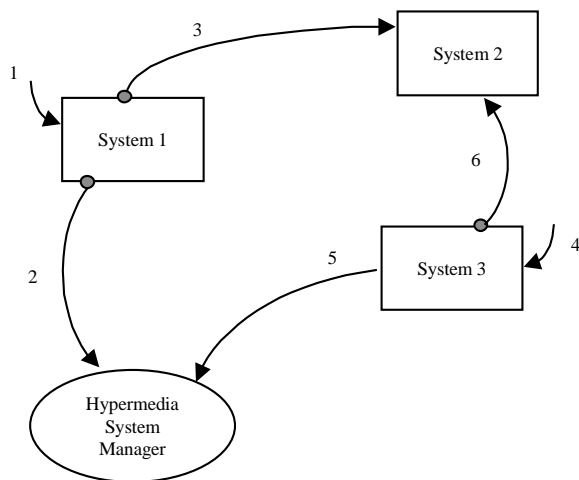 3
System 2
1
System 1
6
4
System 3
5
2
Hypermedia
System
Manager